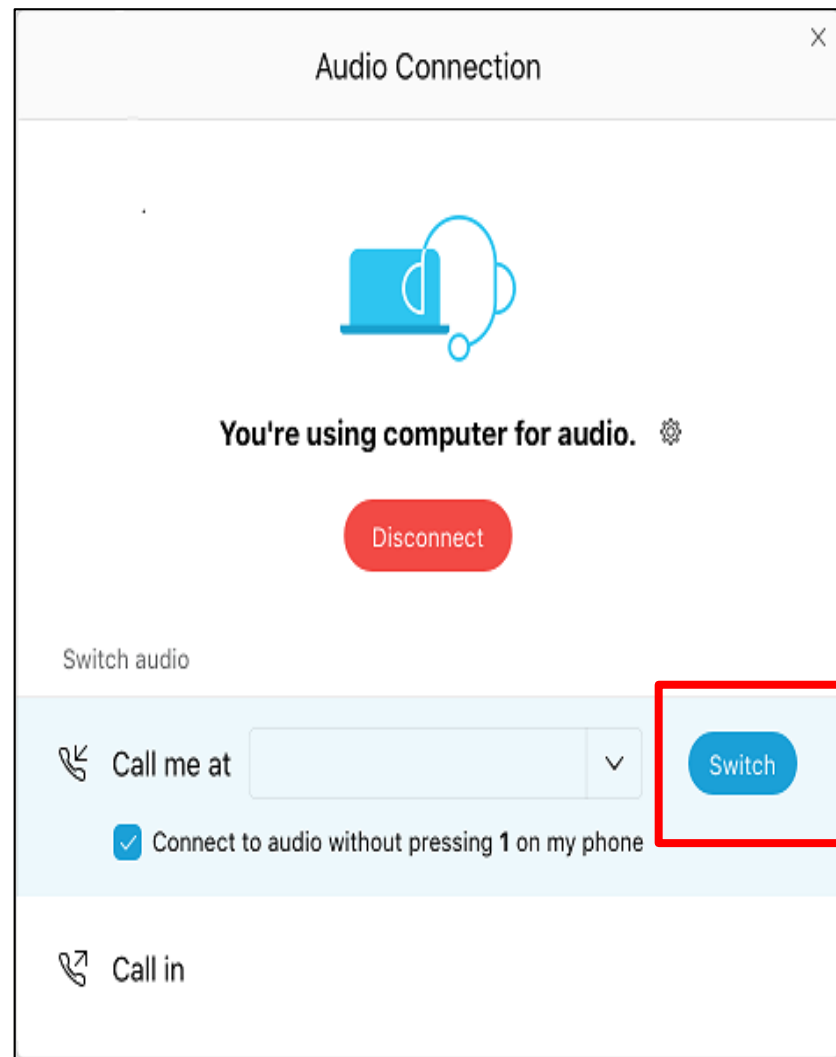 Audio Connection
You're using computer for audio.
Disconnect
Switch audio
Call me at
Switch
Connect to audio without pressing 1 on my phone
Call in